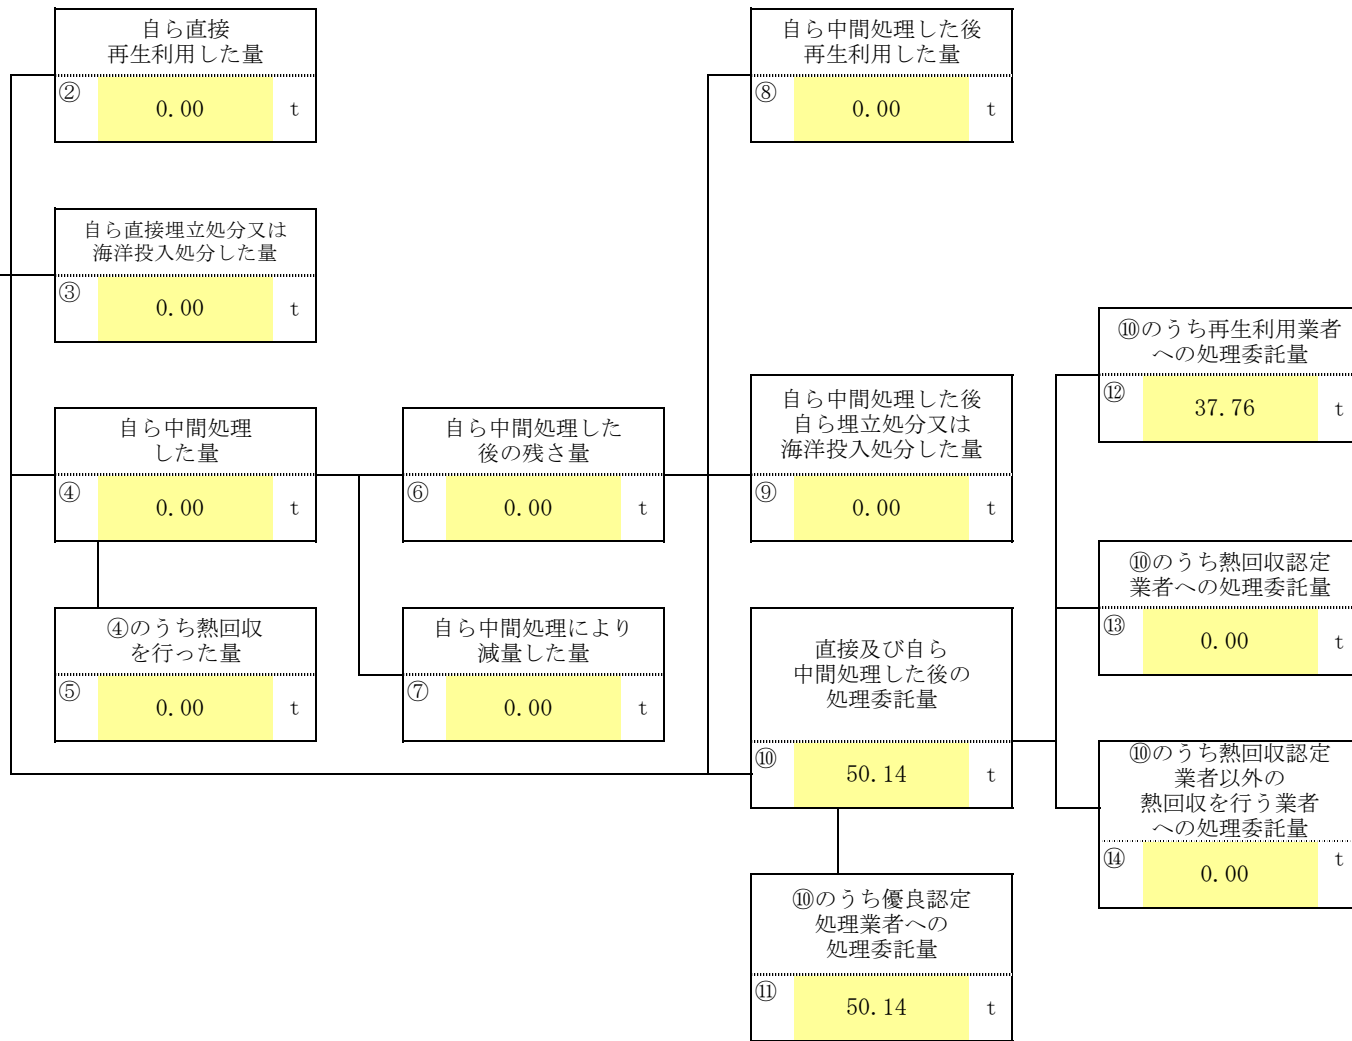 自ら直接
再生利用した量
② 0.00 t
自ら直接埋立処分又は
海洋投入処分した量
③ 0.00 t
自ら中間処理
した量
④ 0.00 t
④のうち熱回収
を行った量
⑤ 0.00 t
自ら中間処理した
後の残さ量
⑥ 0.00 t
自ら中間処理により
減量した量
⑦ 0.00 t
自ら中間処理した後
再生利用した量
⑧ 0.00 t
自ら中間処理した後
自ら埋立処分又は
海洋投入処分した量
⑨ 0.00 t
直接及び自ら
中間処理した後の
処理委託量
⑩ 50.14 t
⑩のうち優良認定
処理業者への
処理委託量
⑪ 50.14 t
⑩のうち再生利用業者
への処理委託量
⑫ 37.76 t
⑩のうち熱回収認定
業者への処理委託量
⑬ 0.00 t
⑩のうち熱回収認定
業者以外の
熱回収を行う業者
への処理委託量
⑭ 0.00 t